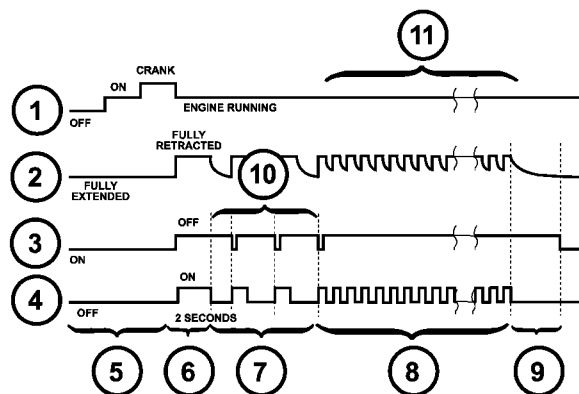 11
CRANK
ON
1
ENGINE RUNNING
OFF
FULLY
RETRACTED
2
10
FULLY
EXTENDED
OFF
3
ON
ON
4
OFF
2 SECONDS
5
6
7
8
9